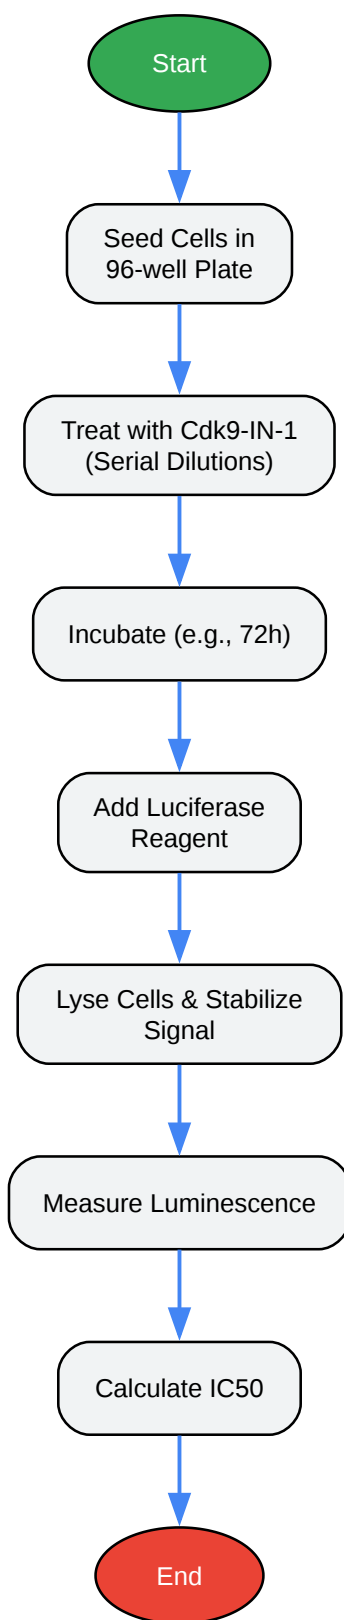 Start
Seed Cells in
96-well Plate
Treat with Cdk9-IN-1
(Serial Dilutions)
Incubate (e.g., 72h)
Add Luciferase
Reagent
Lyse Cells & Stabilize
Signal
Measure Luminescence
Calculate IC50
End